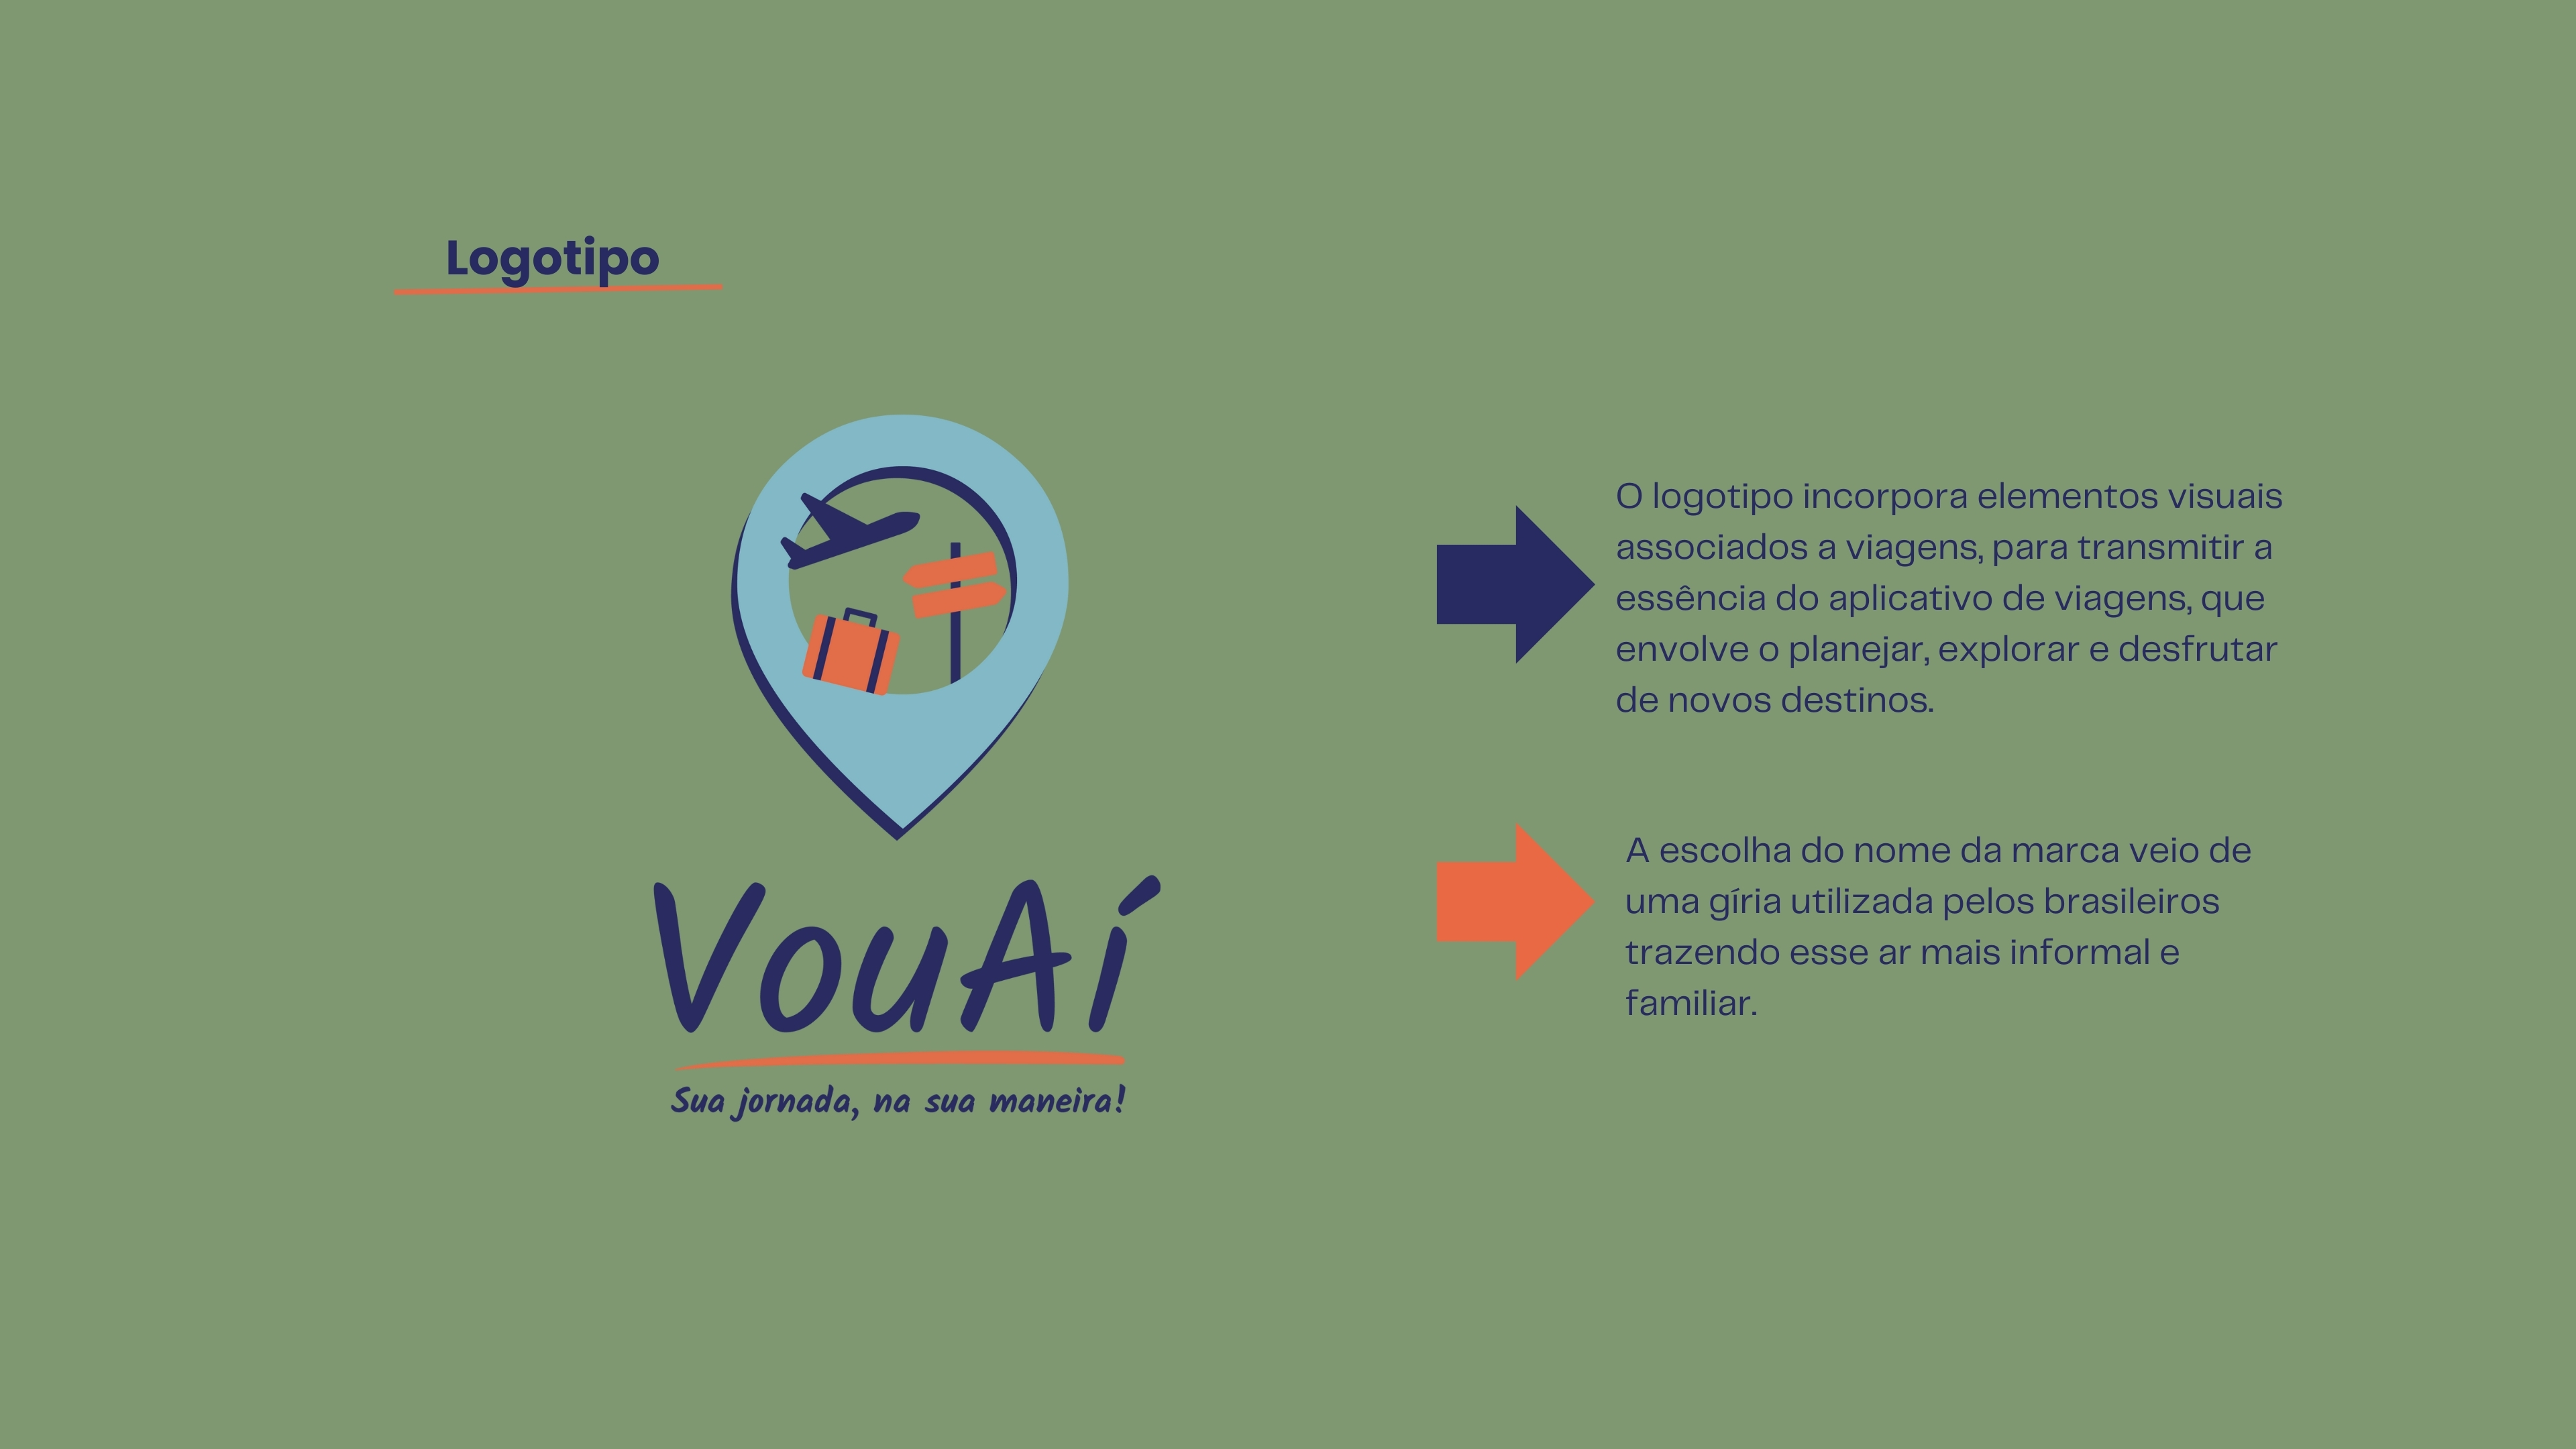 Logotipo
VouAí
Sua jornada, na sua maneira!
O logotipo incorpora elementos visuais
associados a viagens, para transmitir a
essência do aplicativo de viagens, que
envolve o planejar, explorar e desfrutar
de novos destinos.
A escolha do nome da marca veio de
uma gíria utilizada pelos brasileiros
trazendo esse ar mais informal e
familiar.